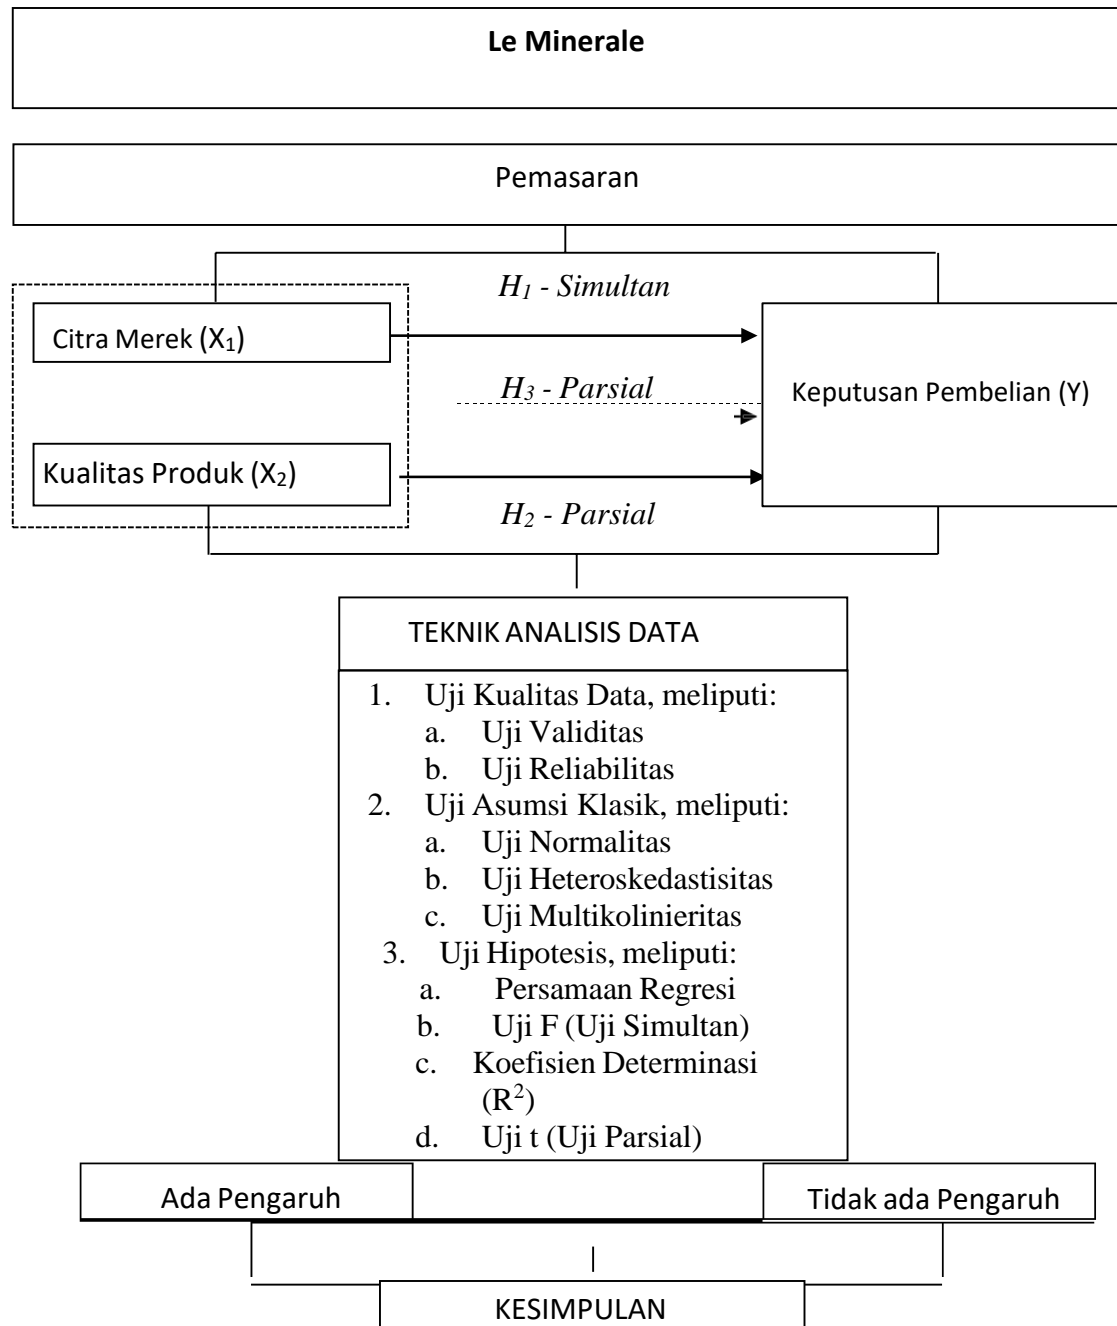 Le Minerale
Pemasaran
H₁ - Simultan
Citra Merek (X₁)
H₃ - Parsial
Keputusan Pembelian (Y)
Kualitas Produk (X₂)
H₂ - Parsial
TEKNIK ANALISIS DATA
1. Uji Kualitas Data, meliputi:
a. Uji Validitas
b. Uji Reliabilitas
2. Uji Asumsi Klasik, meliputi:
a. Uji Normalitas
b. Uji Heteroskedastisitas
c. Uji Multikolinieritas
3. Uji Hipotesis, meliputi:
a. Persamaan Regresi
b. Uji F (Uji Simultan)
c. Koefisien Determinasi
(R²)
d. Uji t (Uji Parsial)
Ada Pengaruh
Tidak ada Pengaruh
KESIMPULAN